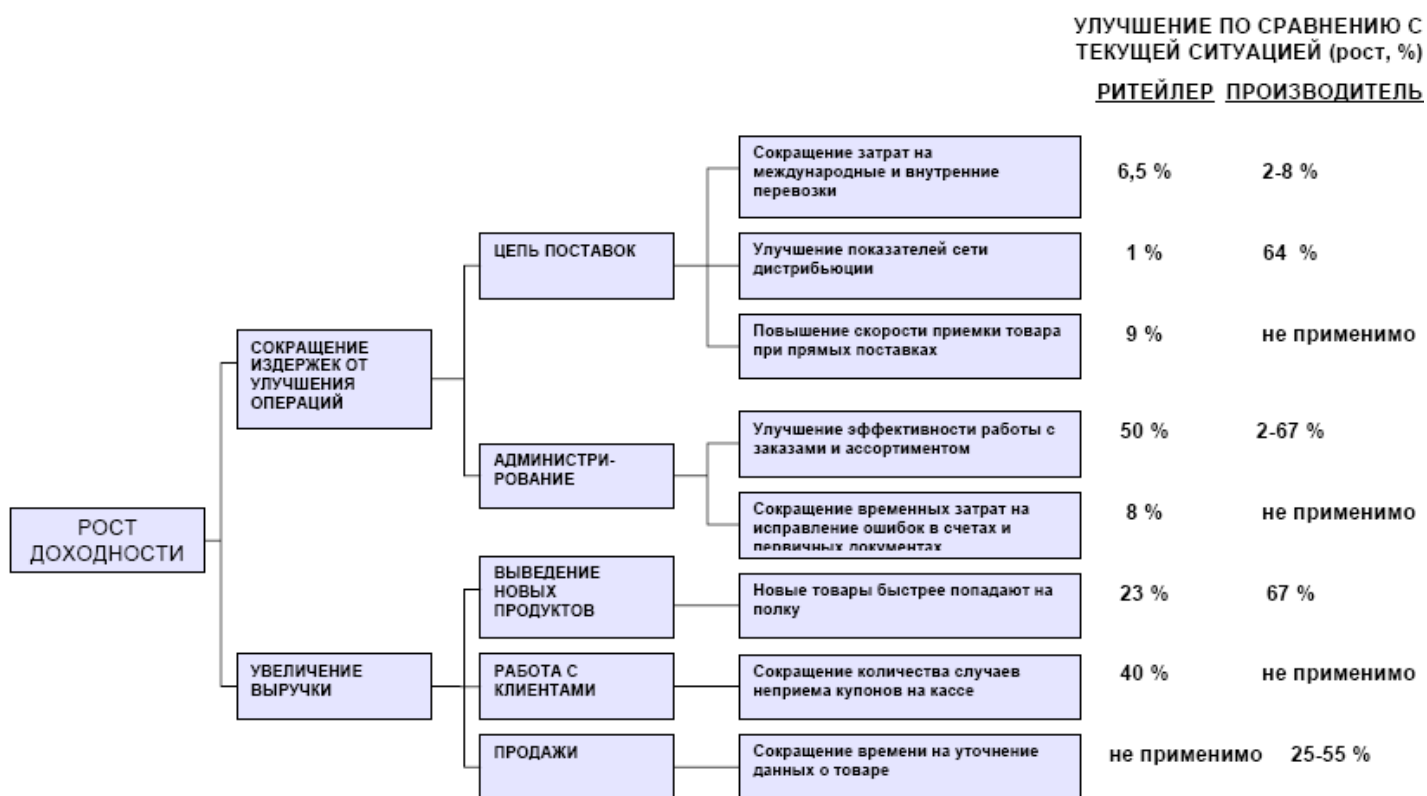 УЛУЧШЕНИЕ ПО СРАВНЕНИЮ С
ТЕКУЩЕЙ СИТУАЦИЕЙ (рост, %)
РИТЕЙЛЕР ПРОИЗВОДИТЕЛЬ
Сокращение затрат на
международные и внутренние
перевозки
6,5 % 2-8 %
ЦЕПЬ ПОСТАВОК
Улучшение показателей сети
дистрибьюции
1 % 64 %
Повышение скорости приемки товара
при прямых поставках
9 % не применимо
СОКРАЩЕНИЕ
ИЗДЕРЖЕК ОТ
УЛУЧШЕНИЯ
ОПЕРАЦИЙ
Улучшение эффективности работы с
заказами и ассортиментом
50 % 2-67 %
АДМИНИСТРИ-
РОВАНИЕ
Сокращение временных затрат на
исправление ошибок в счетах и
первичных документах
8 % не применимо
РОСТ
ДОХОДНОСТИ
ВЫВЕДЕНИЕ
НОВЫХ
ПРОДУКТОВ
Новые товары быстрее попадают на
полку
23 % 67 %
УВЕЛИЧЕНИЕ
ВЫРУЧКИ
РАБОТА С
КЛИЕНТАМИ
Сокращение количества случаев
неприема купонов на кассе
40 % не применимо
ПРОДАЖИ
Сокращение времени на уточнение
данных о товаре
не применимо 25-55 %